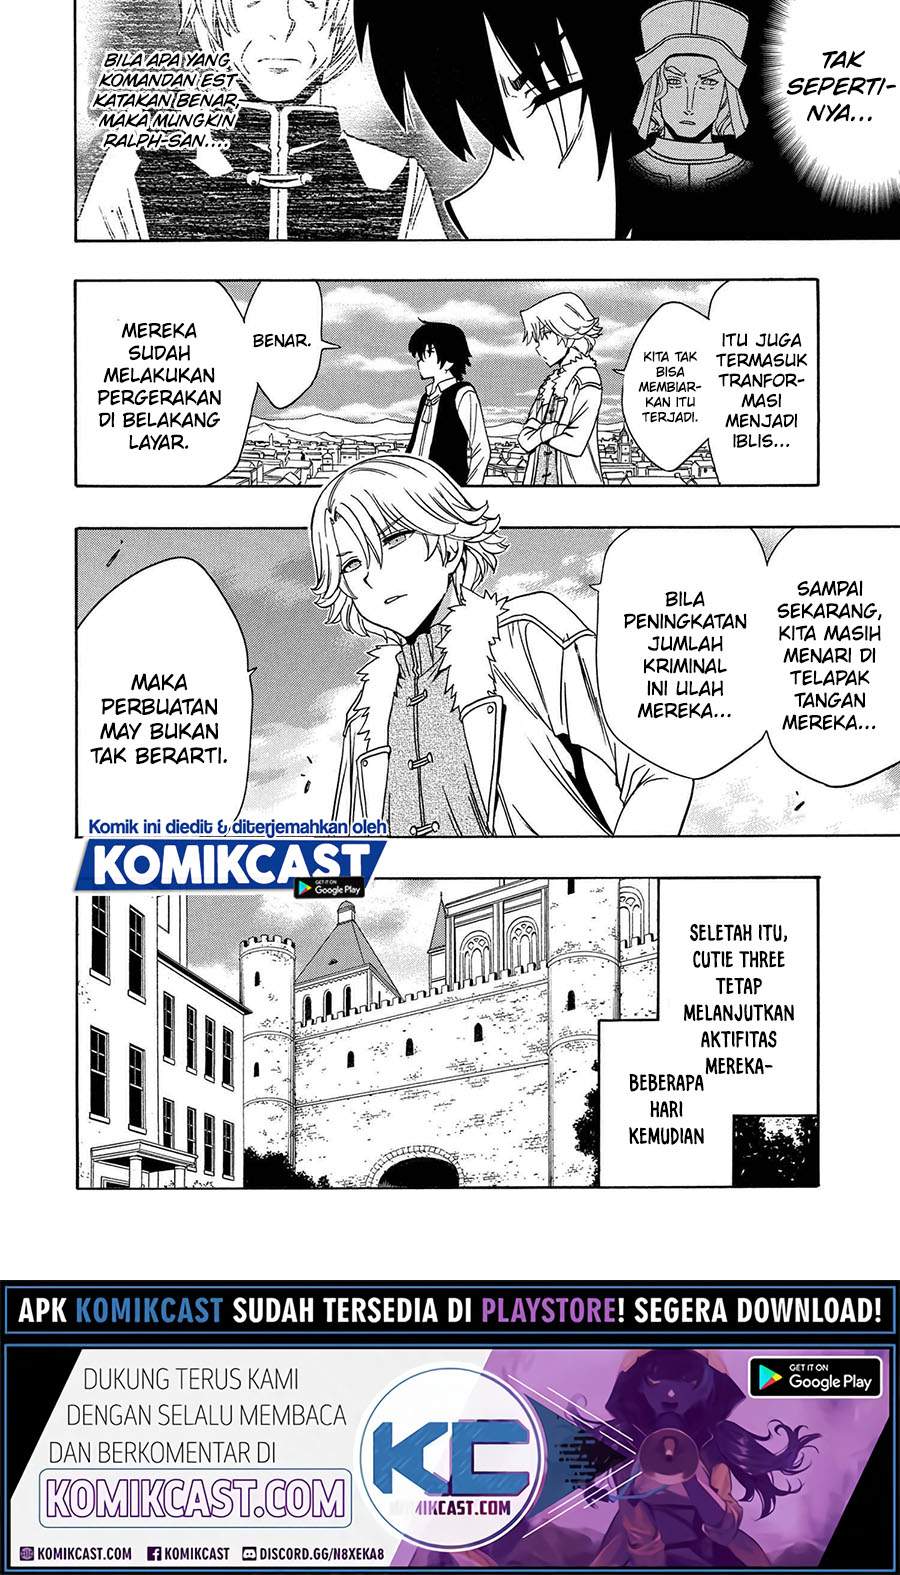 TAK
SEPERTI-
NYA...
BILA APA YANG
KOMANDAN EST
KATAKAN BENAR,
MAKA MUNGKIN
RALPH-SAN....
ITU JUGA
TERMASUK
TRANFOR-
MASI
MENJADI
IBLIS...
KITA TAK
BISA
MEMBIAR-
KAN ITU
TERJADI.
BENAR.
MEREKA
SUDAH
MELAKUKAN
PERGERAKAN
DI BELAKANG
LAYAR.
SAMPAI
SEKARANG,
KITA MASIH
MENARI DI
TELAPAK
TANGAN
MEREKA...
BILA
PENINGKATAN
JUMLAH
KRIMINAL
INI ULAH
MEREKA...
MAKA
PERBUATAN
MAY BUKAN
TAK BERARTI.
Komik ini diedit & diterjemahkan oleh
KOMIKCAST
GET IT ON
Google Play
SELETAH ITU,
CUTIE THREE
TETAP
MELANJUTKAN
AKTIFITAS
MEREKA-
BEBERAPA
HARI
KEMUDIAN
APK KOMIKCAST SUDAH TERSEDIA DI PLAYSTORE! SEGERA DOWNLOAD!
DUKUNG TERUS KAMI
DENGAN SELALU MEMBACA
DAN BERKOMENTAR DI
KOMIKCAST.COM
KC
KOMIKCAST.COM
GET IT ON
Google Play
KOMIKCAST.COM KOMIKCAST DISCORD.GG/N8XEKA8